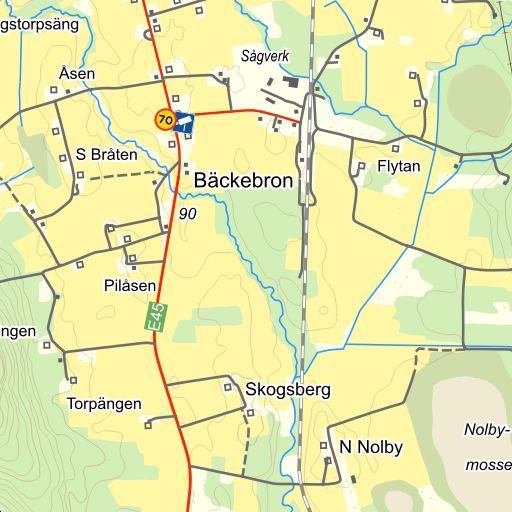 gstorpsäng
Sågverk
Åsen
70
S Bråten
Flytan
Bäckebron
90
Pilåsen
E45
ngen
Skogsberg
Torpängen
Nolby-
mosse
N Nolby